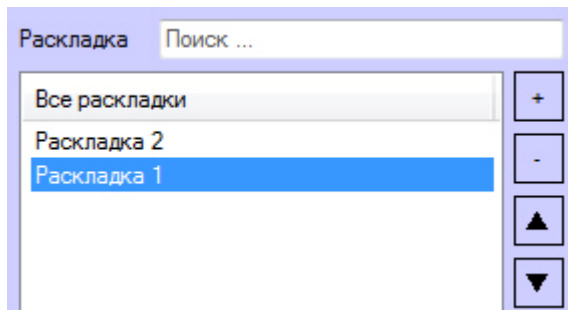 Раскладка Поиск ...
Все раскладки +
Раскладка 2
-
Раскладка 1
▲
▼